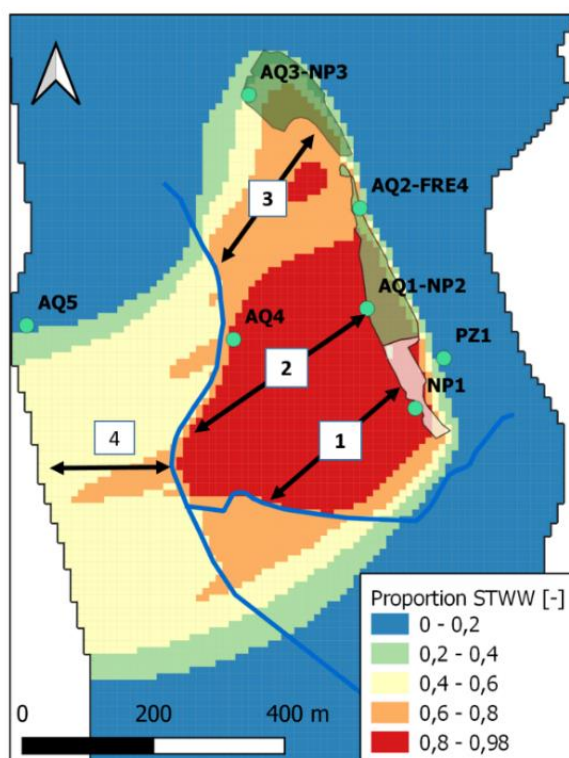 AQ3-NP3
AQ2-FRE4
3
AQ5
AQ4
AQ1-NP2
PZ1
2
NP1
4
1
Proportion STWW [-]
0 - 0,2
0,2 - 0,4
0,4 - 0,6
0,6 - 0,8
0,8 - 0,98
0 200 400 m